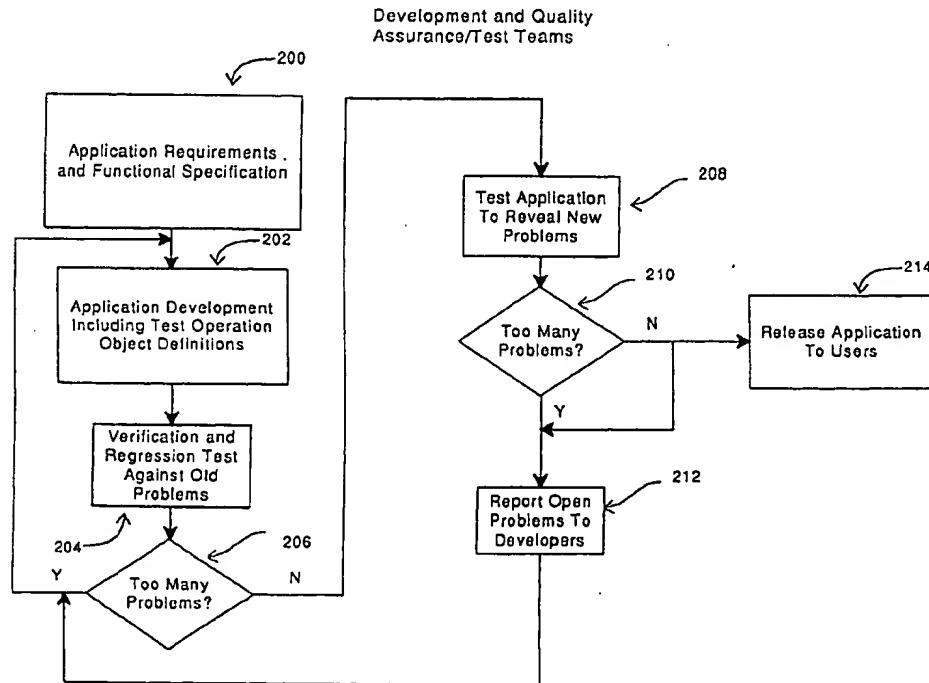 Development and Quality
Assurance/Test Teams
200
Application Requirements .
and Functional Specification
202
Application Development
Including Test Operation
Object Definitions
Verification and
Regression Test
Against Old
Problems
204
206
Y
Too Many
Problems?
N
208
Test Application
To Reveal New
Problems
210
Too Many
Problems?
N
Y
214
Release Application
To Users
212
Report Open
Problems To
Developers